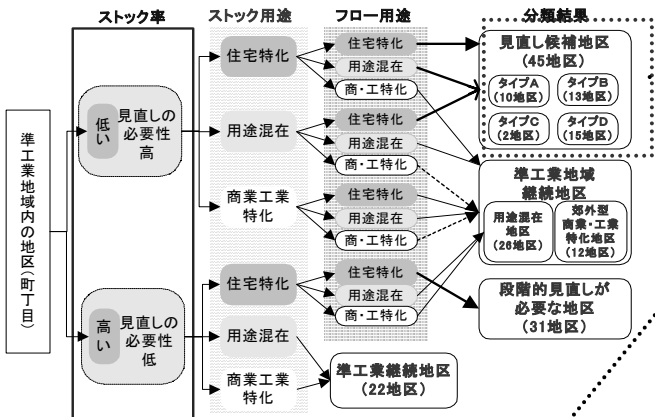 ストック率
ストック用途
フロー用途
分類結果
準工業地域内の地区(町丁目)
低い
見直しの
必要性
高
高い
見直しの
必要性
低
住宅特化
用途混在
商業工業
特化
住宅特化
用途混在
商業工業
特化
住宅特化
用途混在
商・工特化
住宅特化
用途混在
商・工特化
住宅特化
用途混在
商・工特化
住宅特化
用途混在
商・工特化
見直し候補地区
(45地区)
タイプA
(10地区)
タイプB
(13地区)
タイプC
(2地区)
タイプD
(15地区)
準工業地域
継続地区
用途混在
地区
(26地区)
郊外型
商業・工業
特化地区
(12地区)
段階的見直しが
必要な地区
(31地区)
準工業継続地区
(22地区)